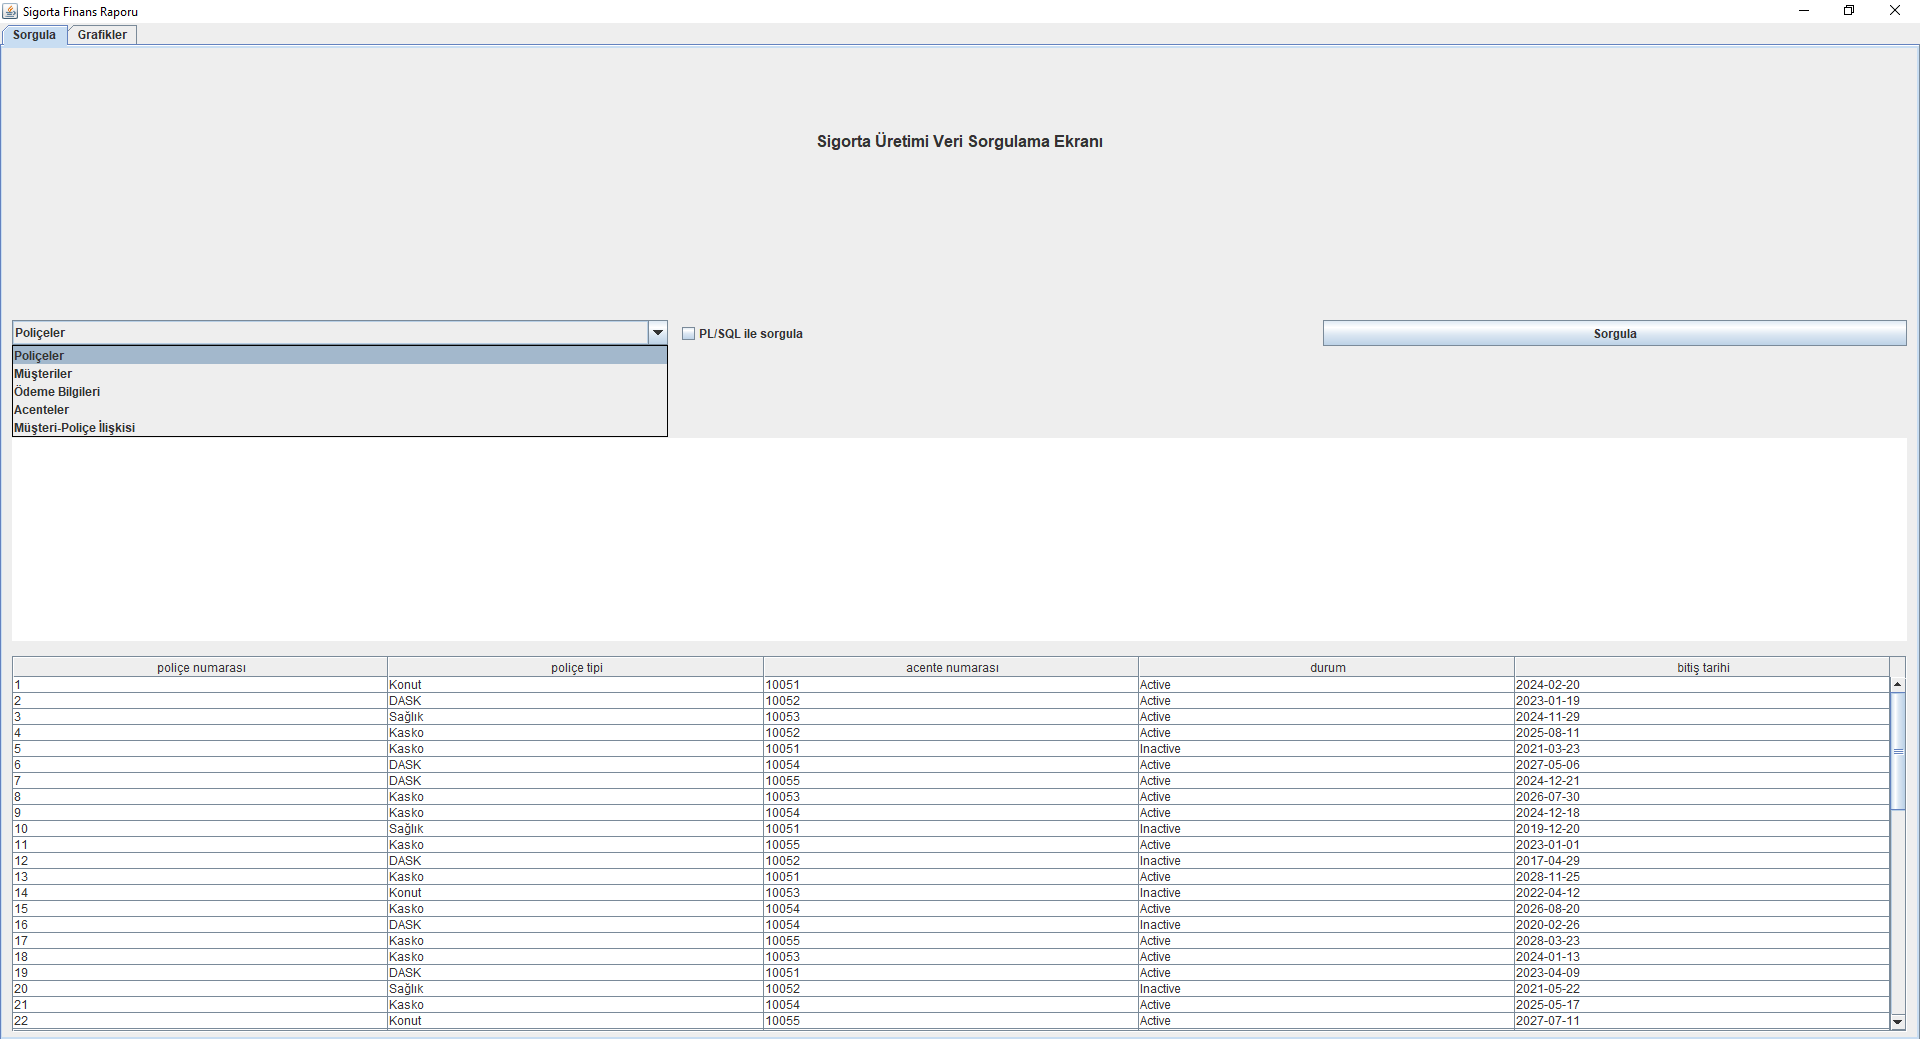 Sigorta Finans Raporu
Sorgula Grafikler
Sigorta Üretimi Veri Sorgulama Ekranı
Poliçeler PL/SQL ile sorgula Sorgula
Poliçeler
Müşteriler
Ödeme Bilgileri
Acenteler
Müşteri-Poliçe İlişkisi
poliçe numarası poliçe tipi acente numarası durum bitiş tarihi
1 Konut 10051 Active 2024-02-20
2 DASK 10052 Active 2023-01-19
3 Sağlık 10053 Active 2024-11-29
4 Kasko 10052 Active 2025-08-11
5 Kasko 10051 Inactive 2021-03-23
6 DASK 10054 Active 2027-05-06
7 DASK 10055 Active 2024-12-21
8 Kasko 10053 Active 2026-07-30
9 Kasko 10054 Active 2024-12-18
10 Sağlık 10051 Inactive 2019-12-20
11 Kasko 10055 Active 2023-01-01
12 DASK 10052 Inactive 2017-04-29
13 Kasko 10051 Active 2028-11-25
14 Konut 10053 Inactive 2022-04-12
15 Kasko 10054 Active 2026-08-20
16 DASK 10054 Inactive 2020-02-26
17 Kasko 10055 Active 2028-03-23
18 Kasko 10053 Active 2024-01-13
19 DASK 10051 Active 2023-04-09
20 Sağlık 10052 Inactive 2021-05-22
21 Kasko 10054 Active 2025-05-17
22 Konut 10055 Active 2027-07-11